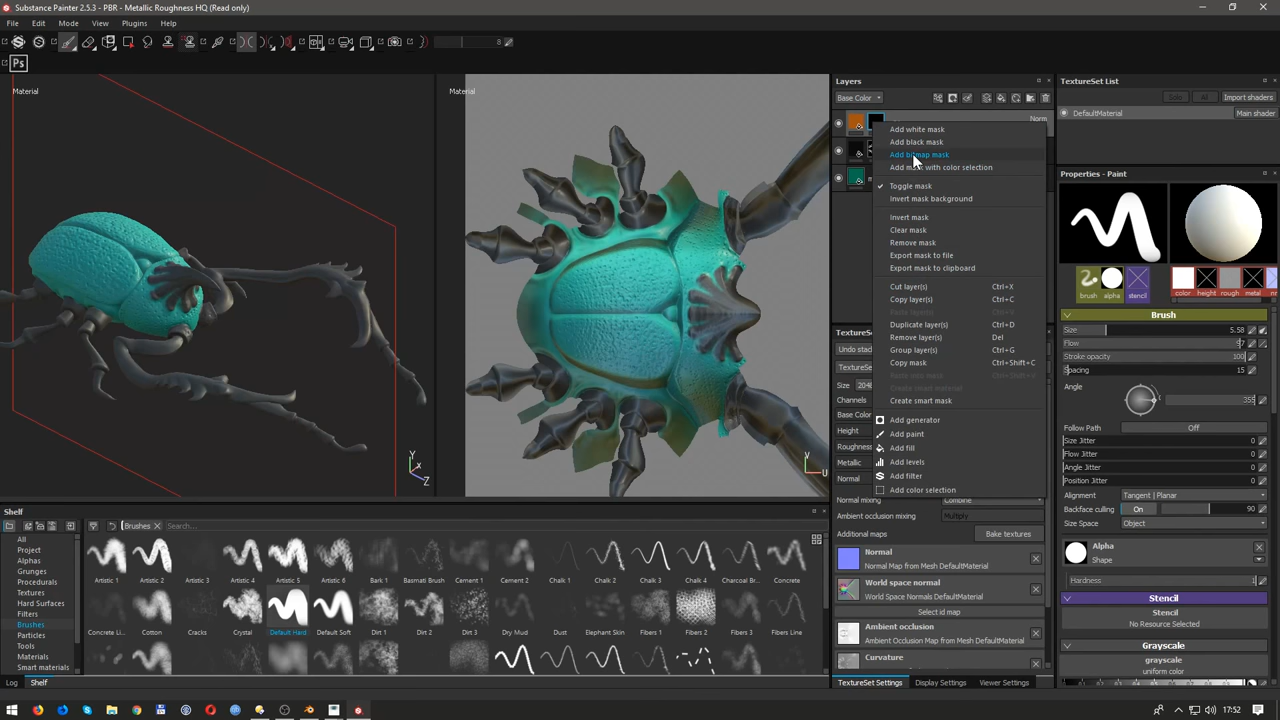 Substance Painter 2.5.3 - PBR - Metallic Roughness HQ (Read only)
File Edit Mode View Plugins Help
8
Ps
Material
Material
Y
X
Z
V
U
Layers
Base Color
Norm
Add white mask
Add black mask
Add bitmap mask
Add mask with color selection
Toggle mask
Invert mask background
Invert mask
Clear mask
Remove mask
Export mask to file
Export mask to clipboard
Cut layer(s) Ctrl+X
Copy layer(s) Ctrl+C
Duplicate layer(s) Ctrl+D
Remove layer(s) Del
Group layer(s) Ctrl+G
Copy mask Ctrl+Shift+C
Create smart mask
Add generator
Add paint
Add fill
Add levels
Add filter
Add color selection
TextureSet
Undo stack
TextureSet
Size 2048
Channels
Base Color
Height
Roughness
Metallic
Normal
Normal mixing Combine
Ambient occlusion mixing Multiply
Additional maps Bake textures
Normal
Normal Map from Mesh DefaultMaterial
World space normal
World Space Normals DefaultMaterial
Select id map
Ambient occlusion
Ambient Occlusion Map from Mesh DefaultMaterial
Curvature
TextureSet Settings Display Settings Viewer Settings
TextureSet List
Solo All Import shaders
DefaultMaterial Main shader
Properties - Paint
brush alpha stencil color height rough metal
Brush
Size 5.58
Flow
Stroke opacity 100
Spacing 15
Angle 355
Follow Path Off
Size Jitter 0
Flow Jitter 0
Angle Jitter 0
Position Jitter 0
Alignment Tangent | Planar
Backface culling On 90
Size Space Object
Alpha
Shape
Hardness 1
Stencil
Stencil
No Resource Selected
Grayscale
grayscale
uniform color
Shelf
Brushes Search...
All
Project
Alphas
Grunges
Procedurals
Textures
Hard Surfaces
Filters
Brushes
Particles
Tools
Materials
Smart materials
Artistic 1 Artistic 2 Artistic 3 Artistic 4 Artistic 5 Artistic 6 Bark 1 Basmati Brush Cement 1 Cement 2 Chalk 1 Chalk 2 Chalk 3 Chalk 4 Charcoal Br... Concrete
Concrete Li... Cotton Cracks Crystal Default Hard Default Soft Dirt 1 Dirt 2 Dirt 3 Dry Mud Dust Elephant Skin Fibers 1 Fibers 2 Fibers 3 Fibers Line
Log Shelf
ENG 17:52